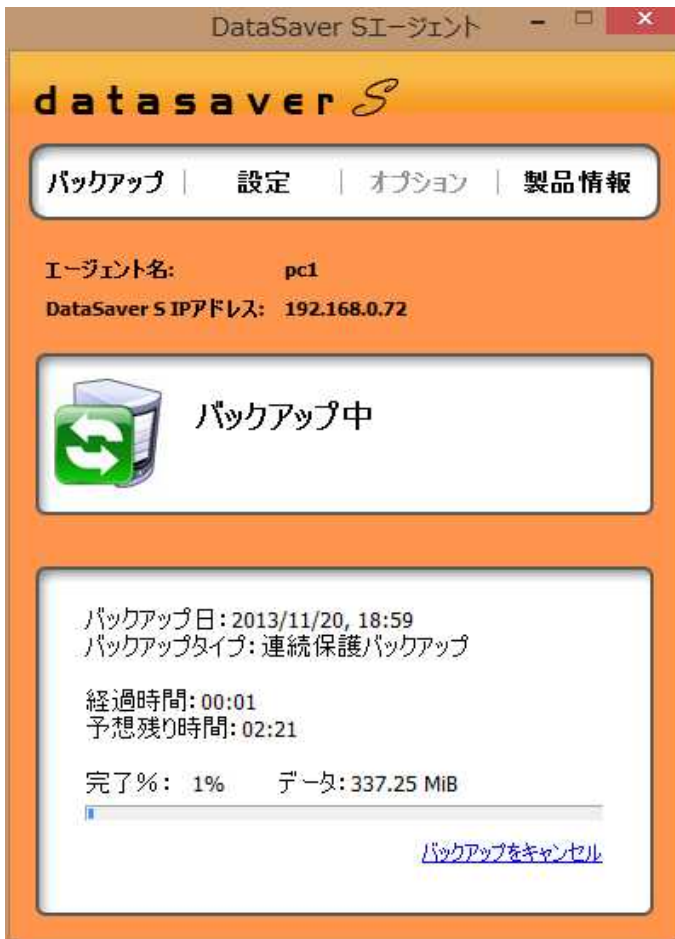 DataSaver Sエージェント
datasaver S
バックアップ | 設定 | オプション | 製品情報
エージェント名: pc1
DataSaver S IPアドレス: 192.168.0.72
バックアップ中
バックアップ日: 2013/11/20, 18:59
バックアップタイプ: 連続保護バックアップ
経過時間: 00:01
予想残り時間: 02:21
完了%: 1% データ: 337.25 MiB
バックアップをキャンセル